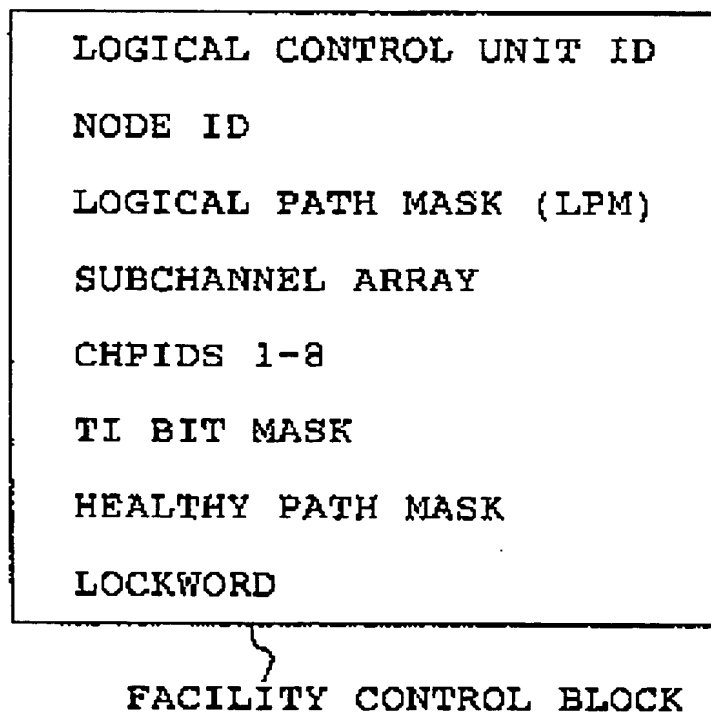 LOGICAL CONTROL UNIT ID
NODE ID
LOGICAL PATH MASK (LPM)
SUBCHANNEL ARRAY
CHPIDS 1-8
TI BIT MASK
HEALTHY PATH MASK
LOCKWORD
FACILITY CONTROL BLOCK